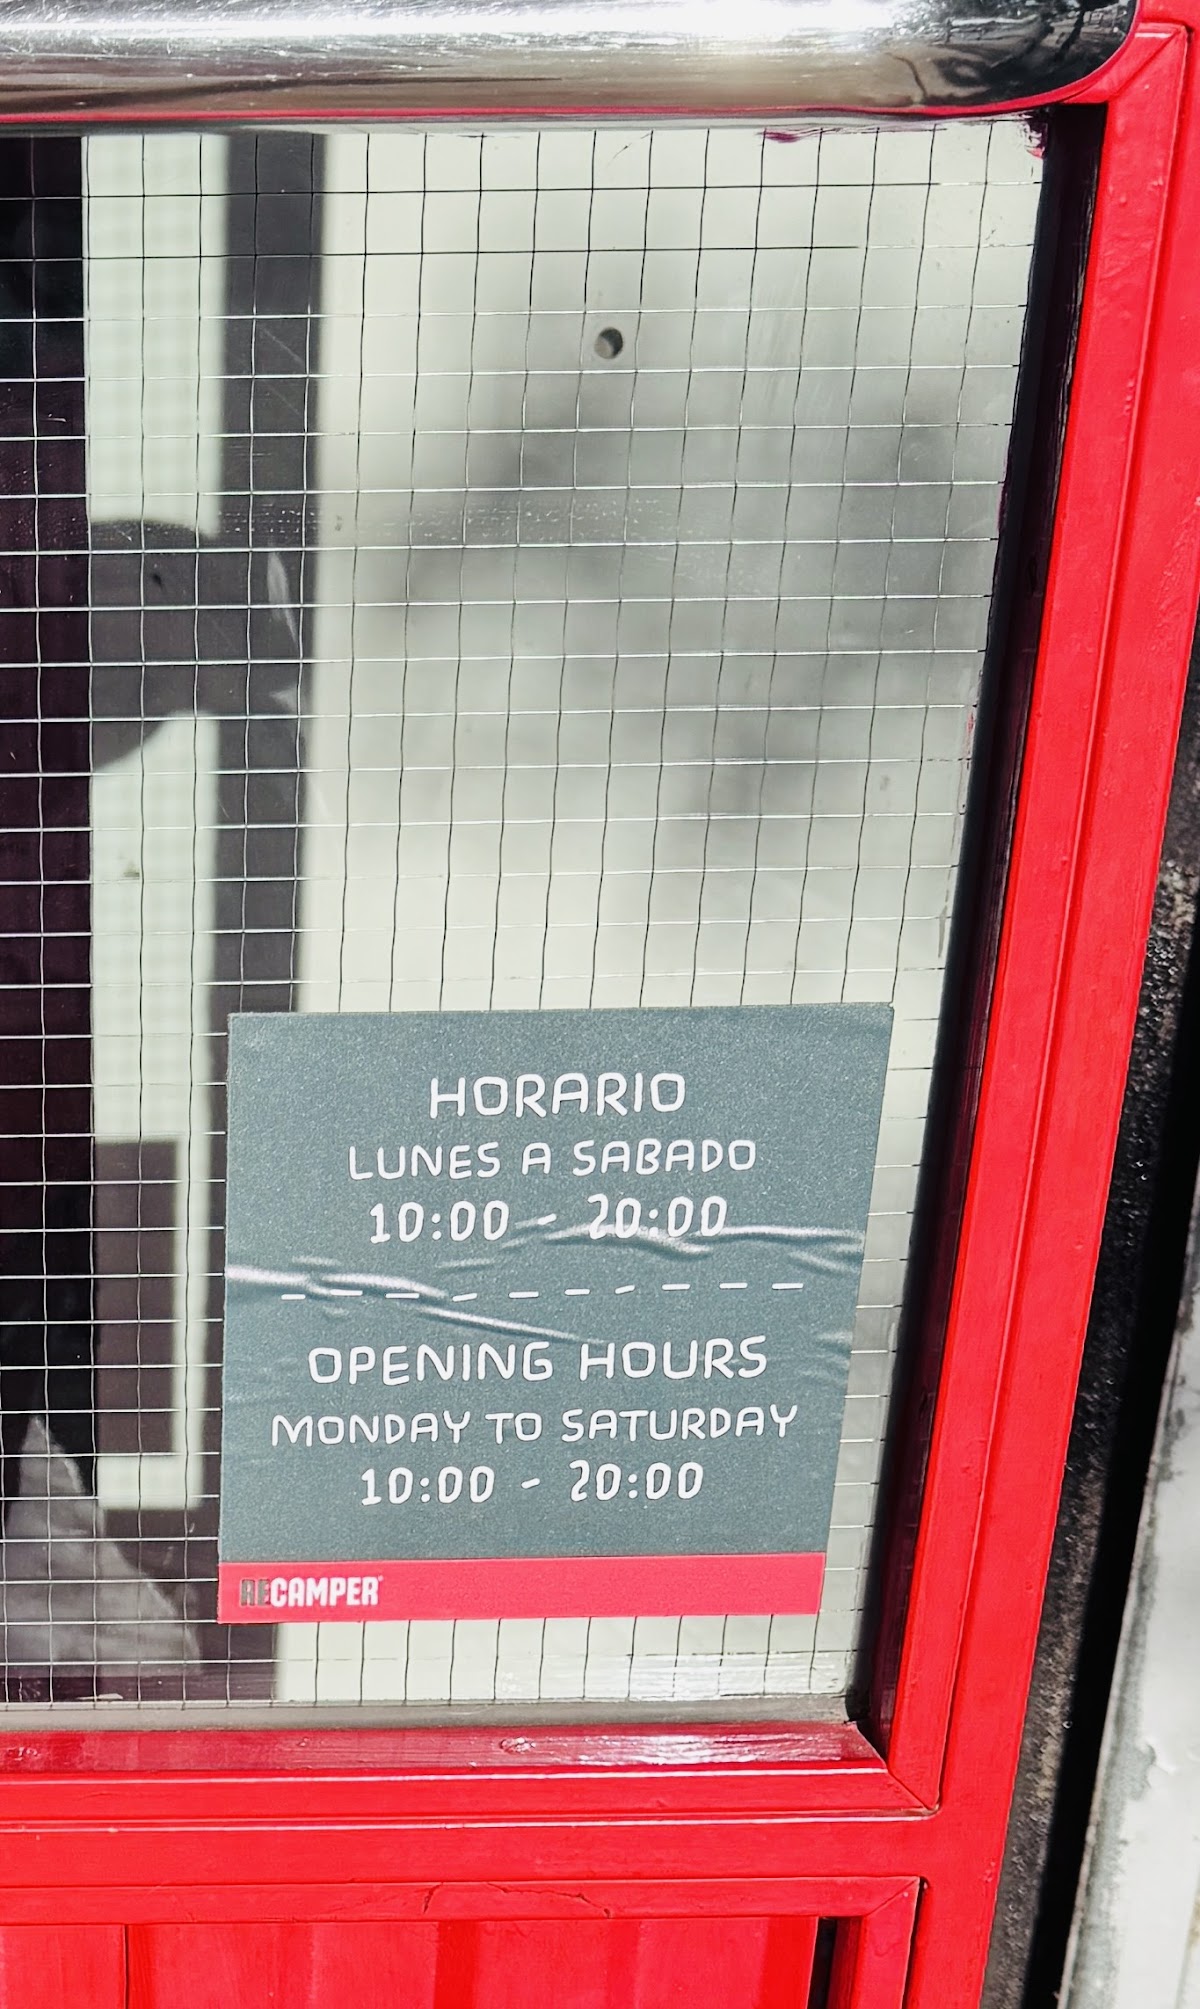 HORARIO
LUNES A SABADO
10:00 - 20:00
OPENING HOURS
MONDAY TO SATURDAY
10:00 - 20:00
RECAMPER